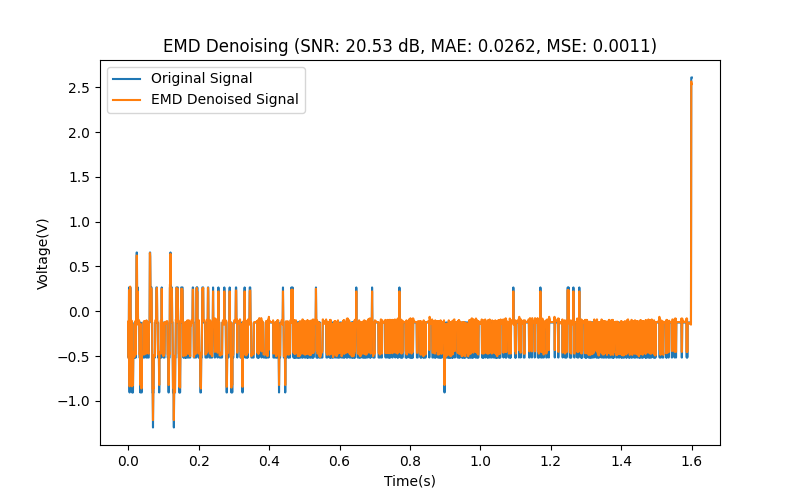 EMD Denoising (SNR: 20.53 dB, MAE: 0.0262, MSE: 0.0011)
Original Signal
EMD Denoised Signal
2.5
2.0
1.5
1.0
0.5
0.0
−0.5
−1.0
Voltage(V)
0.0 0.2 0.4 0.6 0.8 1.0 1.2 1.4 1.6
Time(s)